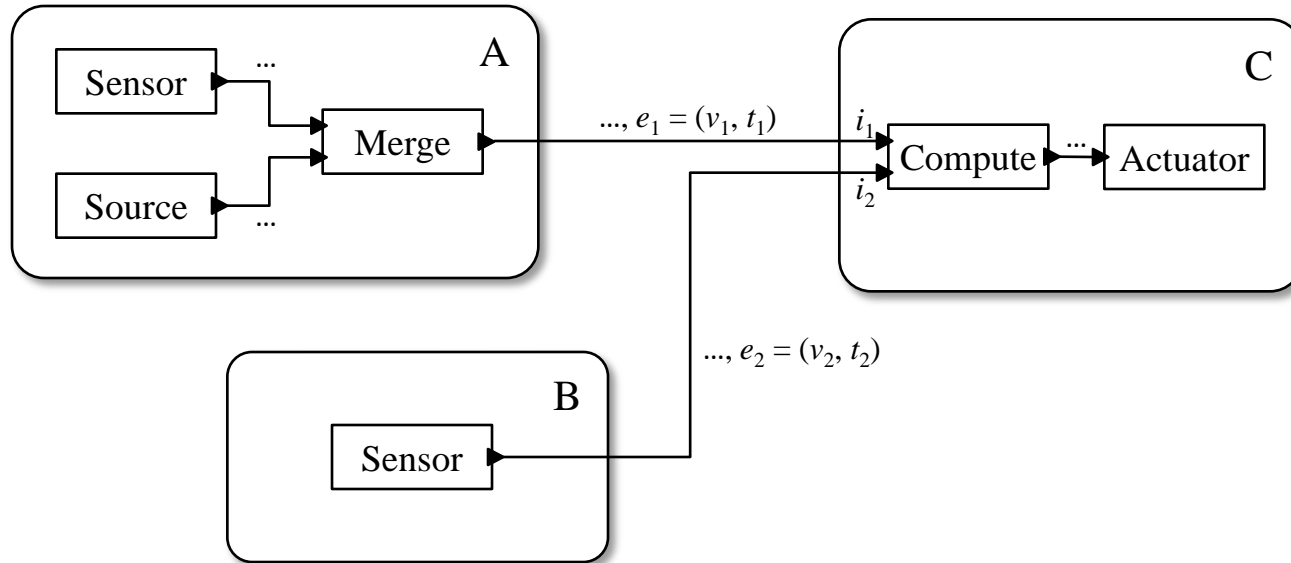 A
Sensor
...
Merge
Source
...
..., e₁ = (v₁, t₁)
C
i₁
Compute
...
Actuator
i₂
..., e₂ = (v₂, t₂)
B
Sensor